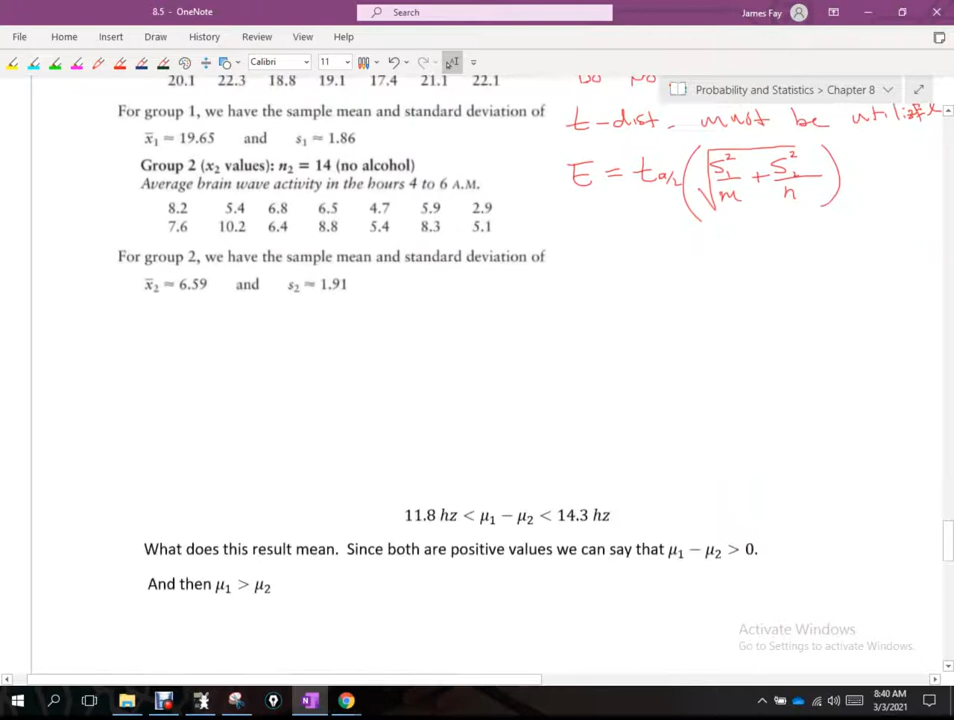 8.5 - OneNote
Search
James Fay
File Home Insert Draw History Review View Help
Calibri 11
20.1 22.3 18.8 19.1 17.4 21.1 22.1
Do No
Probability and Statistics > Chapter 8
For group 1, we have the sample mean and standard deviation of
t-dist. must be utilized
x̄₁ ≈ 19.65 and s₁ ≈ 1.86
Group 2 (x₂ values): n₂ = 14 (no alcohol)
E = tα/2 (√(S₁²/m + S₂²/n))
Average brain wave activity in the hours 4 to 6 A.M.
8.2 5.4 6.8 6.5 4.7 5.9 2.9
7.6 10.2 6.4 8.8 5.4 8.3 5.1
For group 2, we have the sample mean and standard deviation of
x̄₂ ≈ 6.59 and s₂ ≈ 1.91
11.8 hz < μ₁ − μ₂ < 14.3 hz
What does this result mean. Since both are positive values we can say that μ₁ − μ₂ > 0.
And then μ₁ > μ₂
Activate Windows
Go to Settings to activate Windows.
8:40 AM
3/3/2021